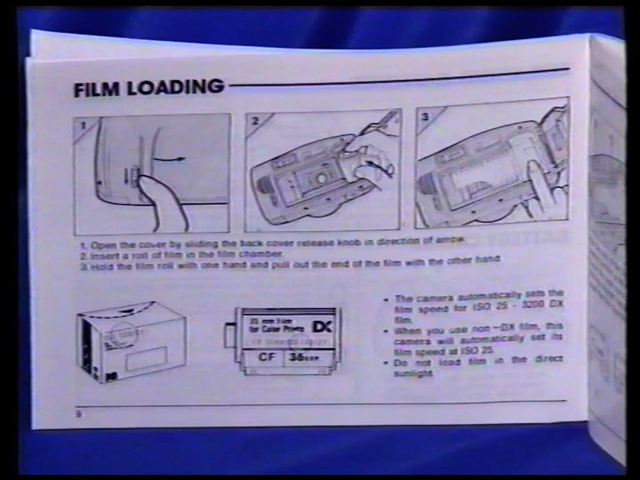 FILM LOADING
1
2
3
1. Open the cover by sliding the back cover release knob in direction of arrow.
2. Insert a roll of film in the film chamber.
3. Hold the film roll with one hand and pull out the end of the film with the other hand.
35 mm Film
for Color Prints
DX
CF
36EXP
• The camera automatically sets the
film speed for ISO 25 - 3200 DX
film.
• When you use non-DX film, this
camera will automatically set its
film speed at ISO 25.
• Do not load film in the direct
sunlight.